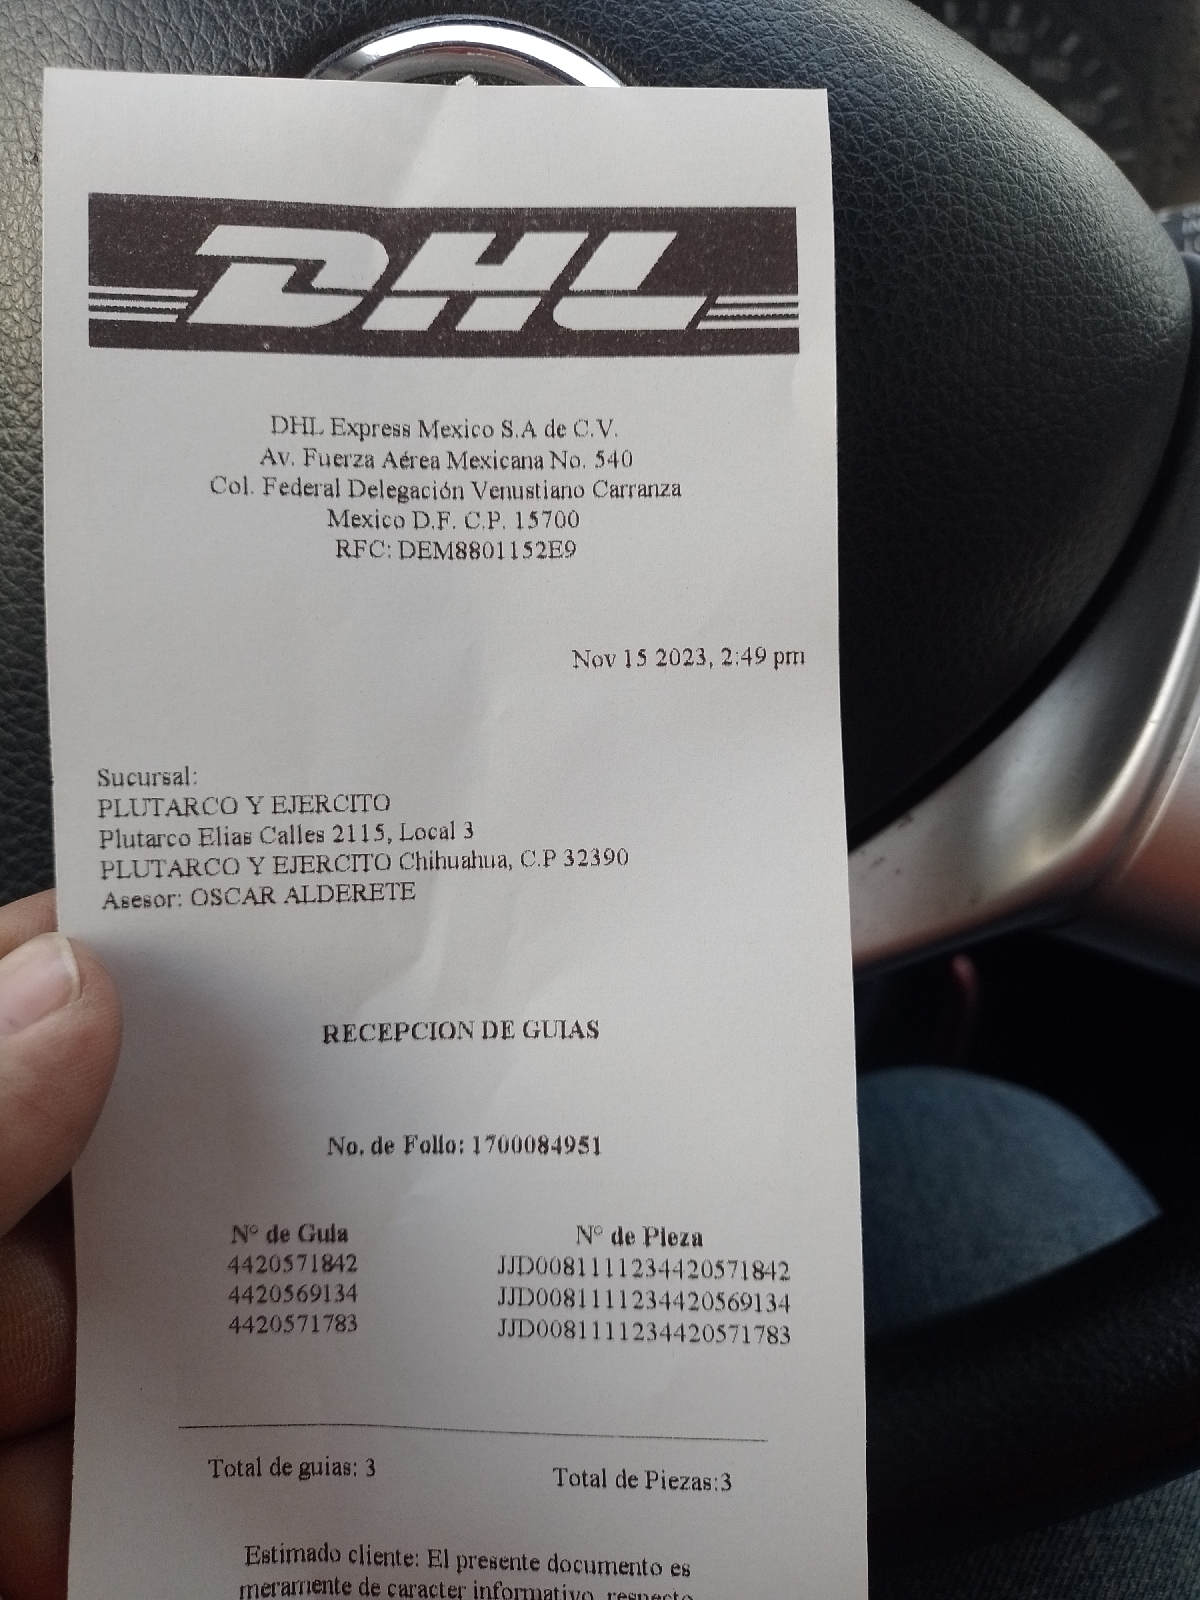 DHL
DHL Express Mexico S.A de C.V.
Av. Fuerza Aérea Mexicana No. 540
Col. Federal Delegación Venustiano Carranza
Mexico D.F. C.P. 15700
RFC: DEM8801152E9
Nov 15 2023, 2:49 pm
Sucursal:
PLUTARCO Y EJERCITO
Plutarco Elias Calles 2115, Local 3
PLUTARCO Y EJERCITO Chihuahua, C.P 32390
Asesor: OSCAR ALDERETE
RECEPCION DE GUIAS
No. de Folio: 1700084951
N° de Guia N° de Pieza
4420571842 JJD0081111234420571842
4420569134 JJD0081111234420569134
4420571783 JJD0081111234420571783
Total de guias: 3 Total de Piezas:3
Estimado cliente: El presente documento es
meramente de caracter informativo, respecto